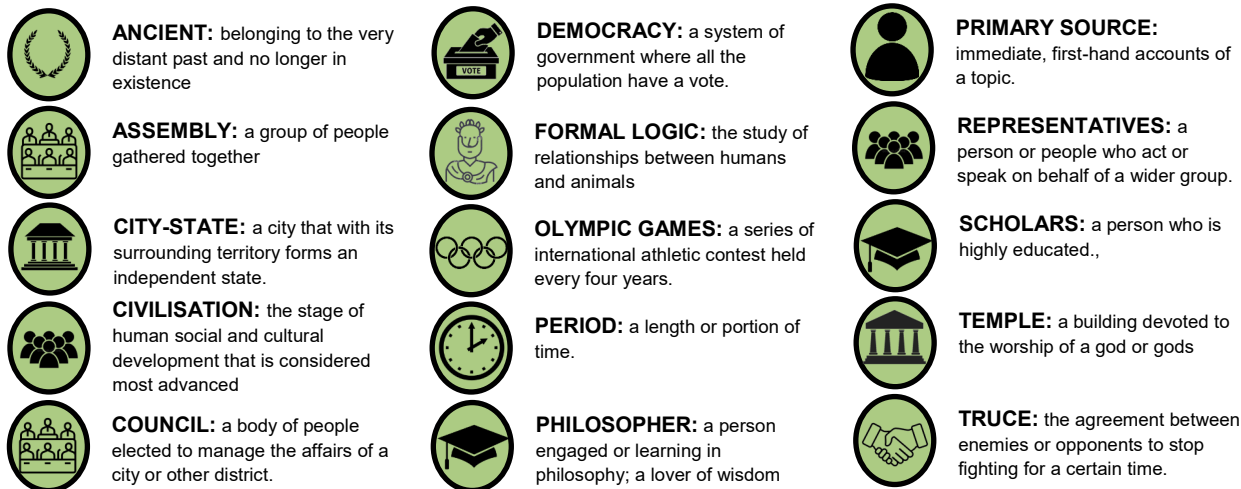 ANCIENT: belonging to the very
distant past and no longer in
existence
ASSEMBLY: a group of people
gathered together
CITY-STATE: a city that with its
surrounding territory forms an
independent state.
CIVILISATION: the stage of
human social and cultural
development that is considered
most advanced
COUNCIL: a body of people
elected to manage the affairs of a
city or other district.
VOTE
DEMOCRACY: a system of
government where all the
population have a vote.
FORMAL LOGIC: the study of
relationships between humans
and animals
OLYMPIC GAMES: a series of
international athletic contest held
every four years.
PERIOD: a length or portion of
time.
PHILOSOPHER: a person
engaged or learning in
philosophy; a lover of wisdom
PRIMARY SOURCE:
immediate, first-hand accounts of
a topic.
REPRESENTATIVES: a
person or people who act or
speak on behalf of a wider group.
SCHOLARS: a person who is
highly educated.,
TEMPLE: a building devoted to
the worship of a god or gods
TRUCE: the agreement between
enemies or opponents to stop
fighting for a certain time.